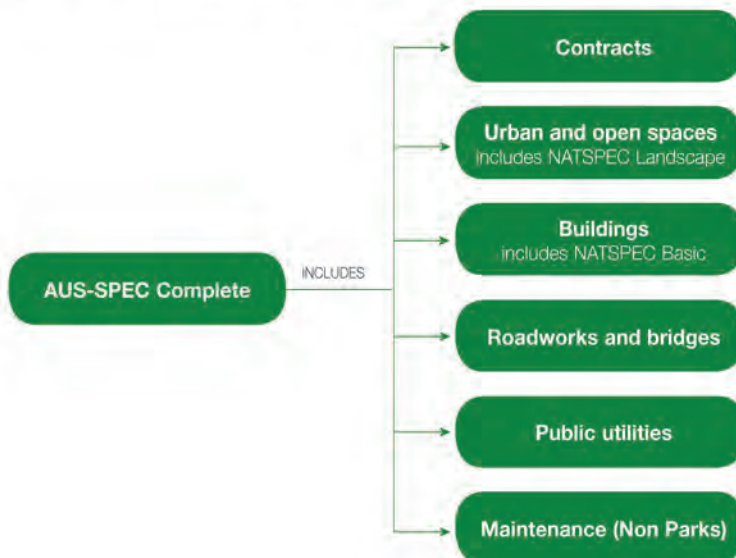 Contracts
Urban and open spaces
includes NATSPEC Landscape
Buildings
includes NATSPEC Basic
AUS-SPEC Complete
INCLUDES
Roadworks and bridges
Public utilities
Maintenance (Non Parks)